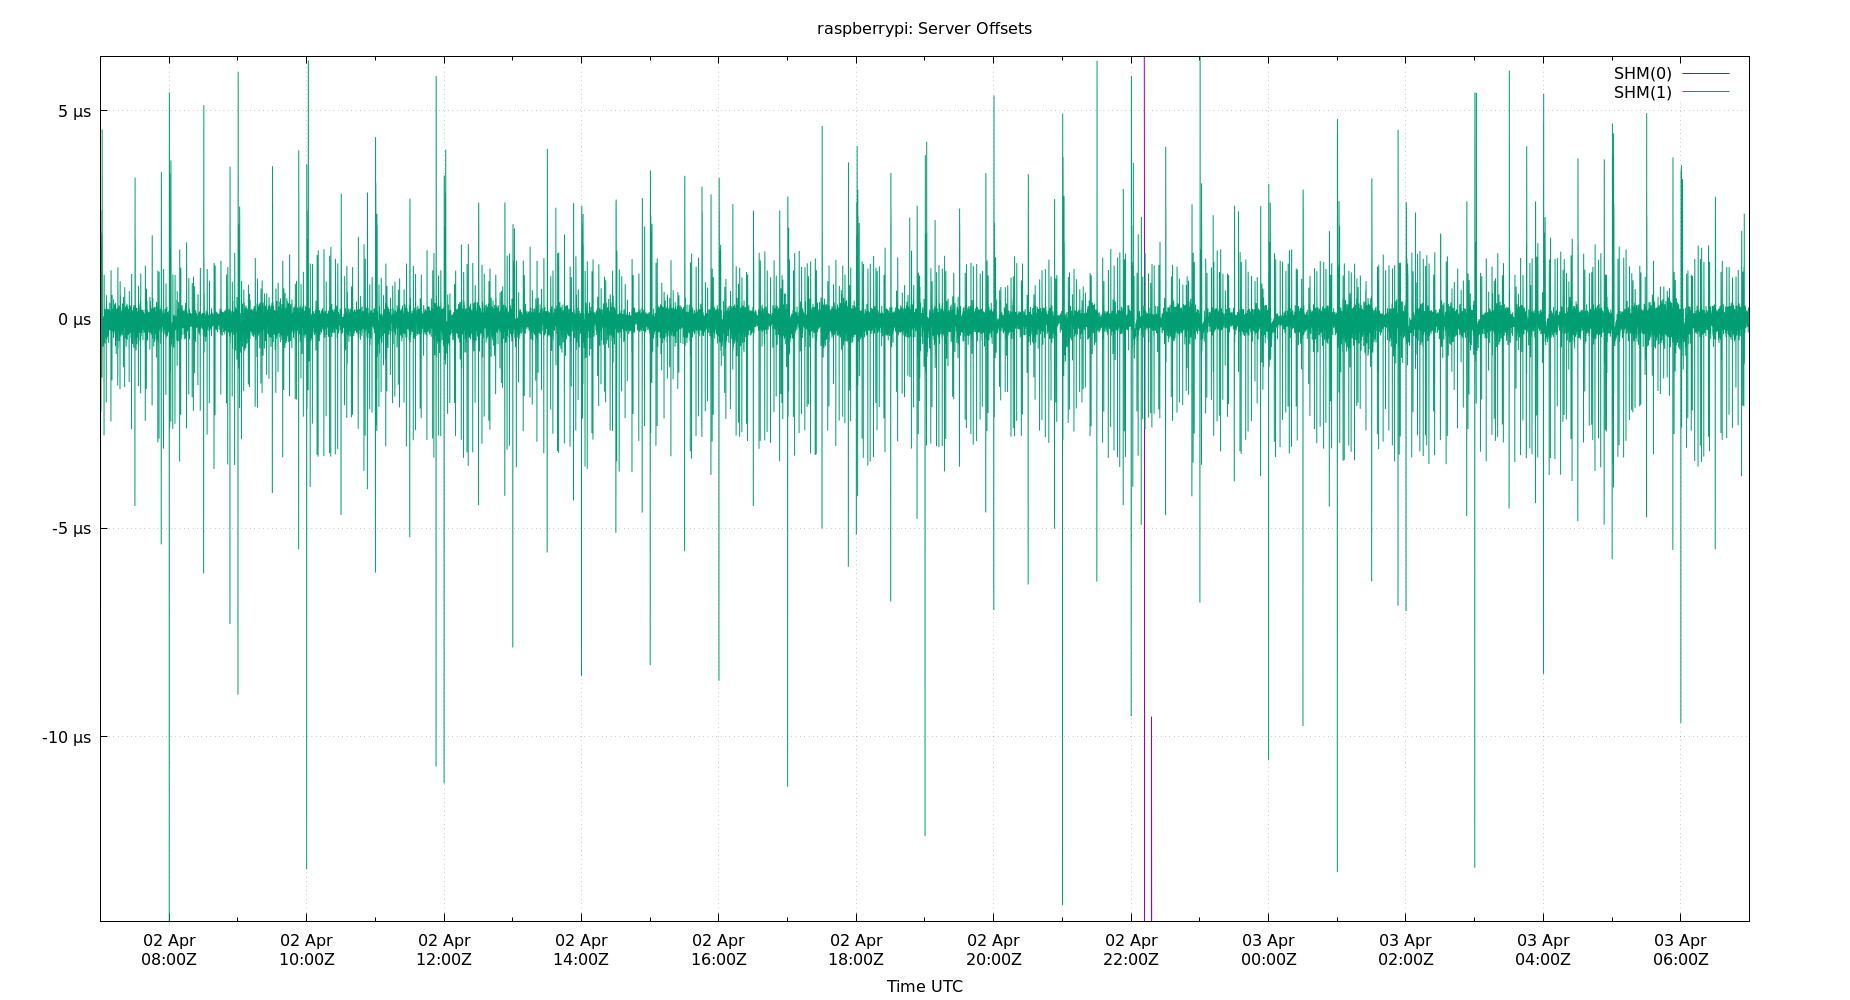 raspberrypi: Server Offsets
SHM(0)
SHM(1)
5 µs
0 µs
-5 µs
-10 µs
02 Apr 02 Apr 02 Apr 02 Apr 02 Apr 02 Apr 02 Apr 02 Apr 03 Apr 03 Apr 03 Apr 03 Apr
08:00Z 10:00Z 12:00Z 14:00Z 16:00Z 18:00Z 20:00Z 22:00Z 00:00Z 02:00Z 04:00Z 06:00Z
Time UTC